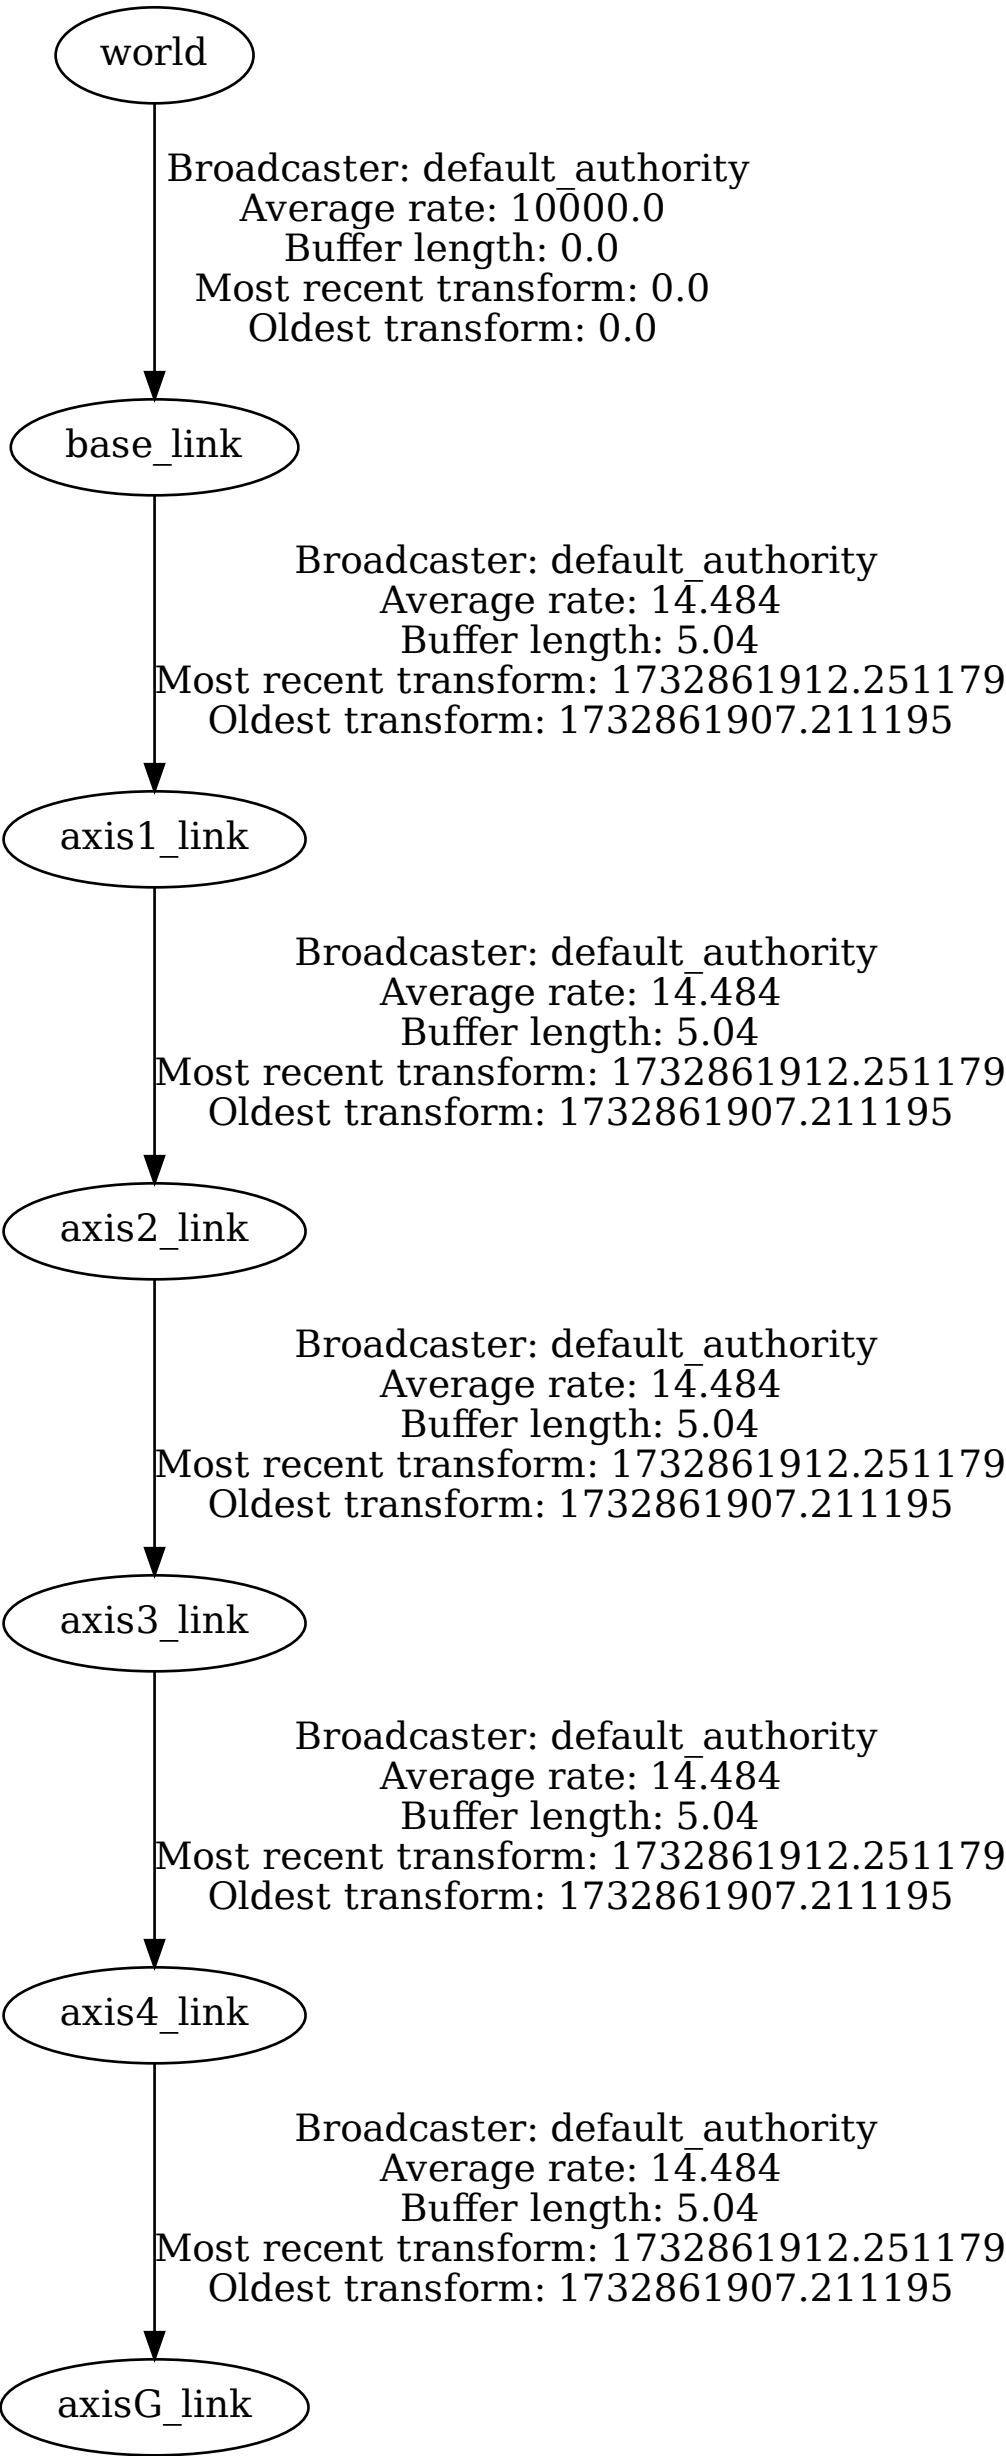 world
Broadcaster: default_authority
Average rate: 10000.0
Buffer length: 0.0
Most recent transform: 0.0
Oldest transform: 0.0
base_link
Broadcaster: default_authority
Average rate: 14.484
Buffer length: 5.04
Most recent transform: 1732861912.251179
Oldest transform: 1732861907.211195
axis1_link
Broadcaster: default_authority
Average rate: 14.484
Buffer length: 5.04
Most recent transform: 1732861912.251179
Oldest transform: 1732861907.211195
axis2_link
Broadcaster: default_authority
Average rate: 14.484
Buffer length: 5.04
Most recent transform: 1732861912.251179
Oldest transform: 1732861907.211195
axis3_link
Broadcaster: default_authority
Average rate: 14.484
Buffer length: 5.04
Most recent transform: 1732861912.251179
Oldest transform: 1732861907.211195
axis4_link
Broadcaster: default_authority
Average rate: 14.484
Buffer length: 5.04
Most recent transform: 1732861912.251179
Oldest transform: 1732861907.211195
axisG_link